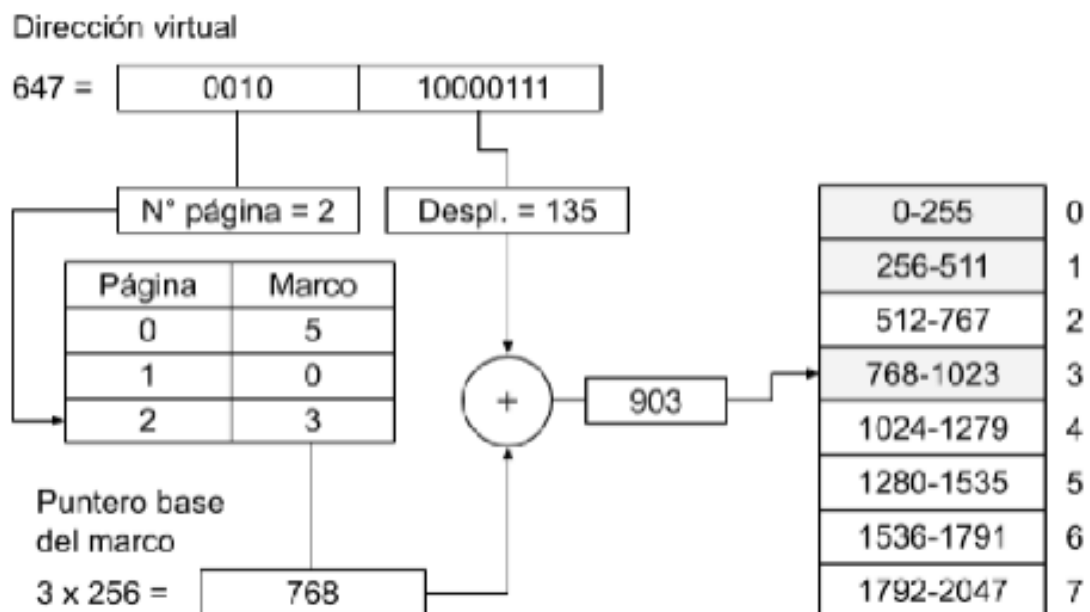 Dirección virtual
647 = 0010 10000111
N° página = 2 Despl. = 135
Página Marco
0 5
1 0
2 3
Puntero base
del marco
3 x 256 = 768
+
903
0-255 0
256-511 1
512-767 2
768-1023 3
1024-1279 4
1280-1535 5
1536-1791 6
1792-2047 7